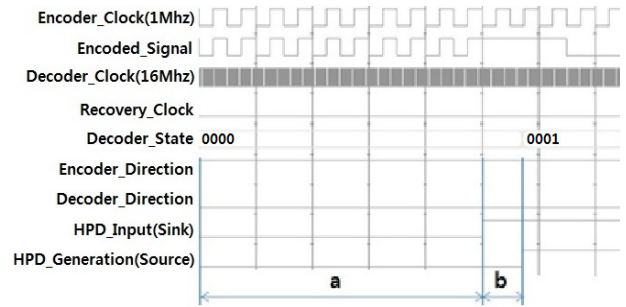 Encoder_Clock(1Mhz)
Encoded_Signal
Decoder_Clock(16Mhz)
Recovery_Clock
Decoder_State 0000 0001
Encoder_Direction
Decoder_Direction
HPD_Input(Sink)
HPD_Generation(Source)
a b